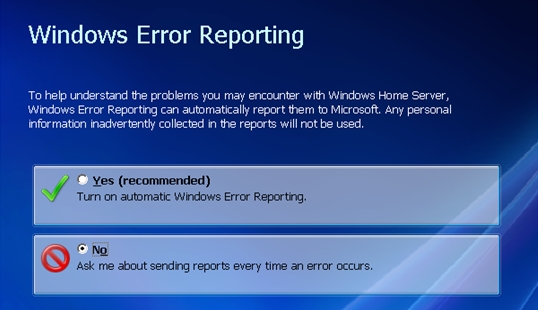 Windows Error Reporting
To help understand the problems you may encounter with Windows Home Server,
Windows Error Reporting can automatically report them to Microsoft. Any personal
information inadvertently collected in the reports will not be used.
Yes (recommended)
Turn on automatic Windows Error Reporting.
No
Ask me about sending reports every time an error occurs.